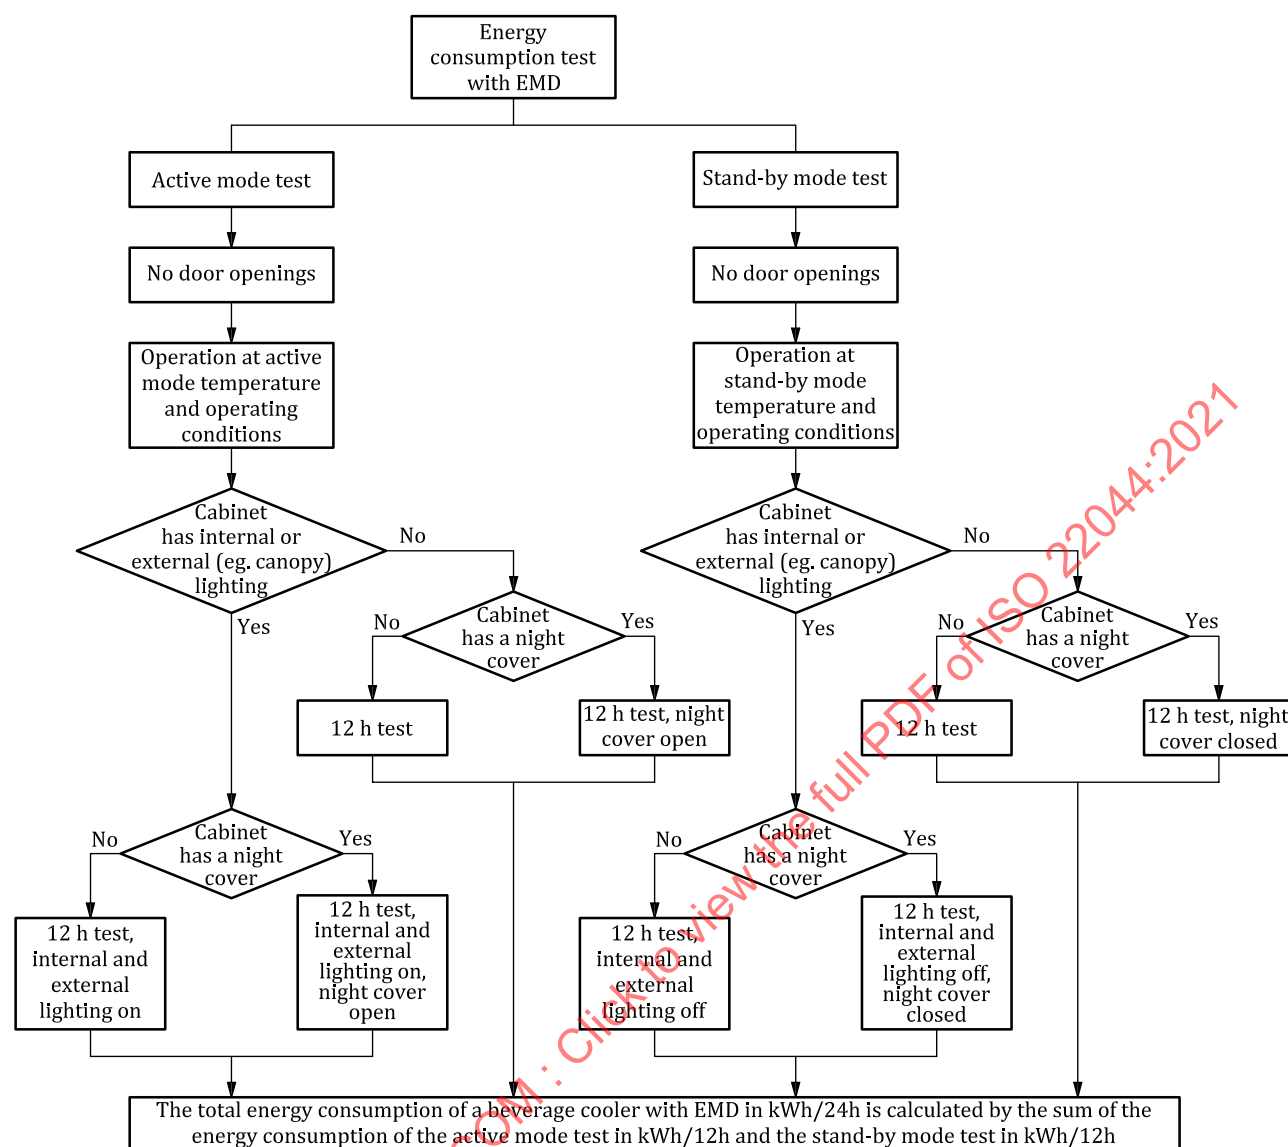 Energy
consumption test
with EMD
Active mode test
Stand-by mode test
No door openings
No door openings
Operation at active
mode temperature
and operating
conditions
Operation at
stand-by mode
temperature and
operating conditions
Cabinet
has internal or
external (eg. canopy)
lighting
No
Yes
Cabinet
has internal or
external (eg. canopy)
lighting
No
Yes
No
Cabinet
has a night
cover
Yes
No
Cabinet
has a night
cover
Yes
12 h test
12 h test, night
cover open
12 h test
12 h test, night
cover closed
No
Cabinet
has a night
cover
Yes
No
Cabinet
has a night
cover
Yes
12 h test,
internal and
external
lighting on
12 h test,
internal and
external
lighting on,
night cover
open
12 h test,
internal and
external
lighting off
12 h test,
internal and
external
lighting off,
night cover
closed
The total energy consumption of a beverage cooler with EMD in kWh/24h is calculated by the sum of the
energy consumption of the active mode test in kWh/12h and the stand-by mode test in kWh/12h
COM : Click to view the full PDF of ISO 22044:2021